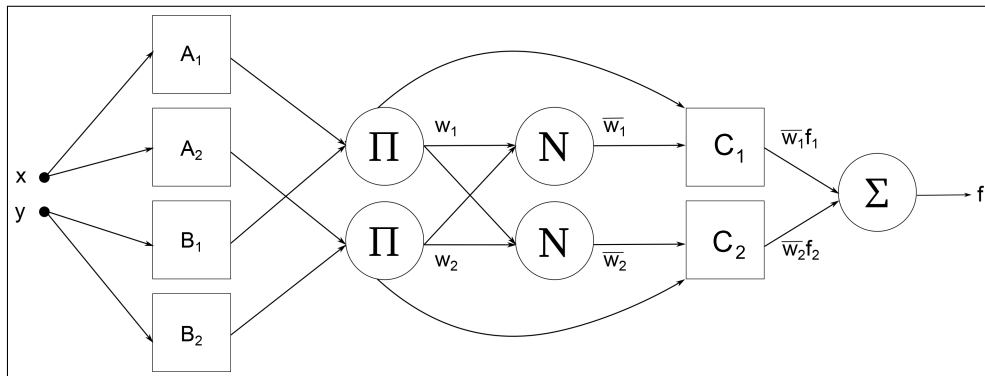 x
y
A₁
A₂
B₁
B₂
Π
Π
w₁
w₂
N
N
w̅₁
w̅₂
C₁
C₂
w̅₁f₁
w̅₂f₂
Σ
f